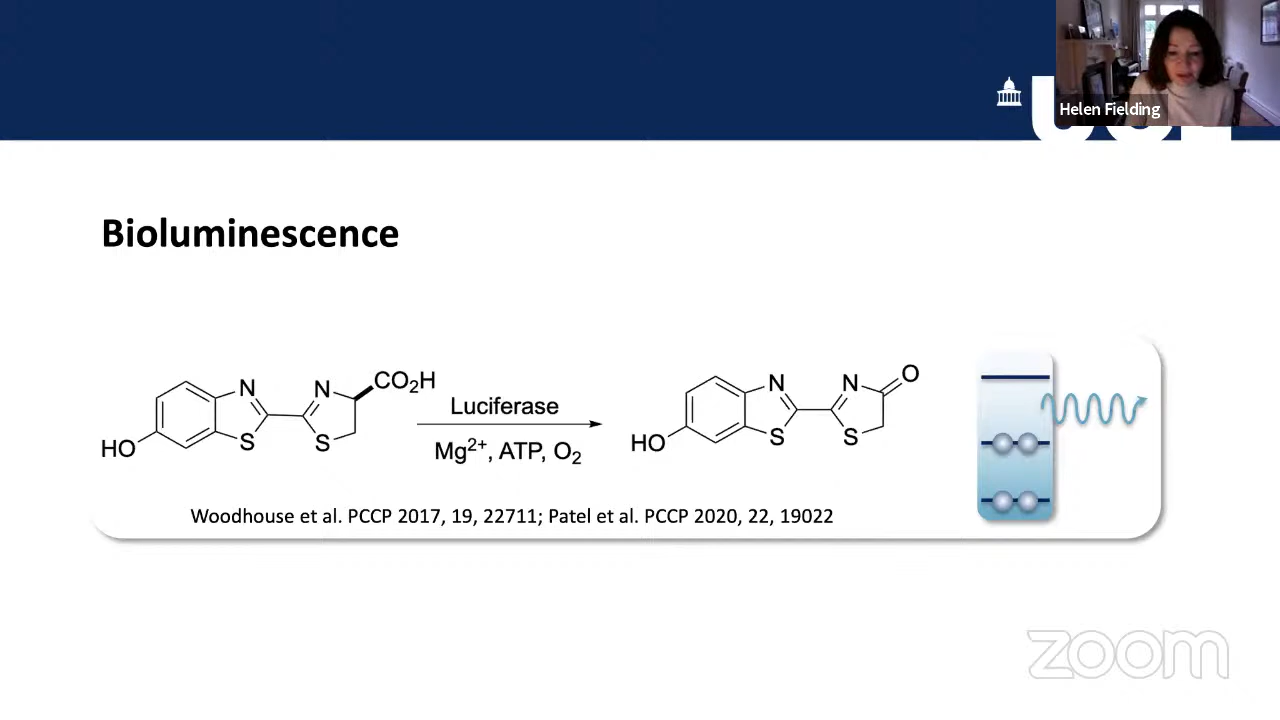 Helen Fielding
Bioluminescence
N
N
CO2H
HO
S
S
Luciferase
Mg2+, ATP, O2
N
N
O
HO
S
S
Woodhouse et al. PCCP 2017, 19, 22711; Patel et al. PCCP 2020, 22, 19022
zoom